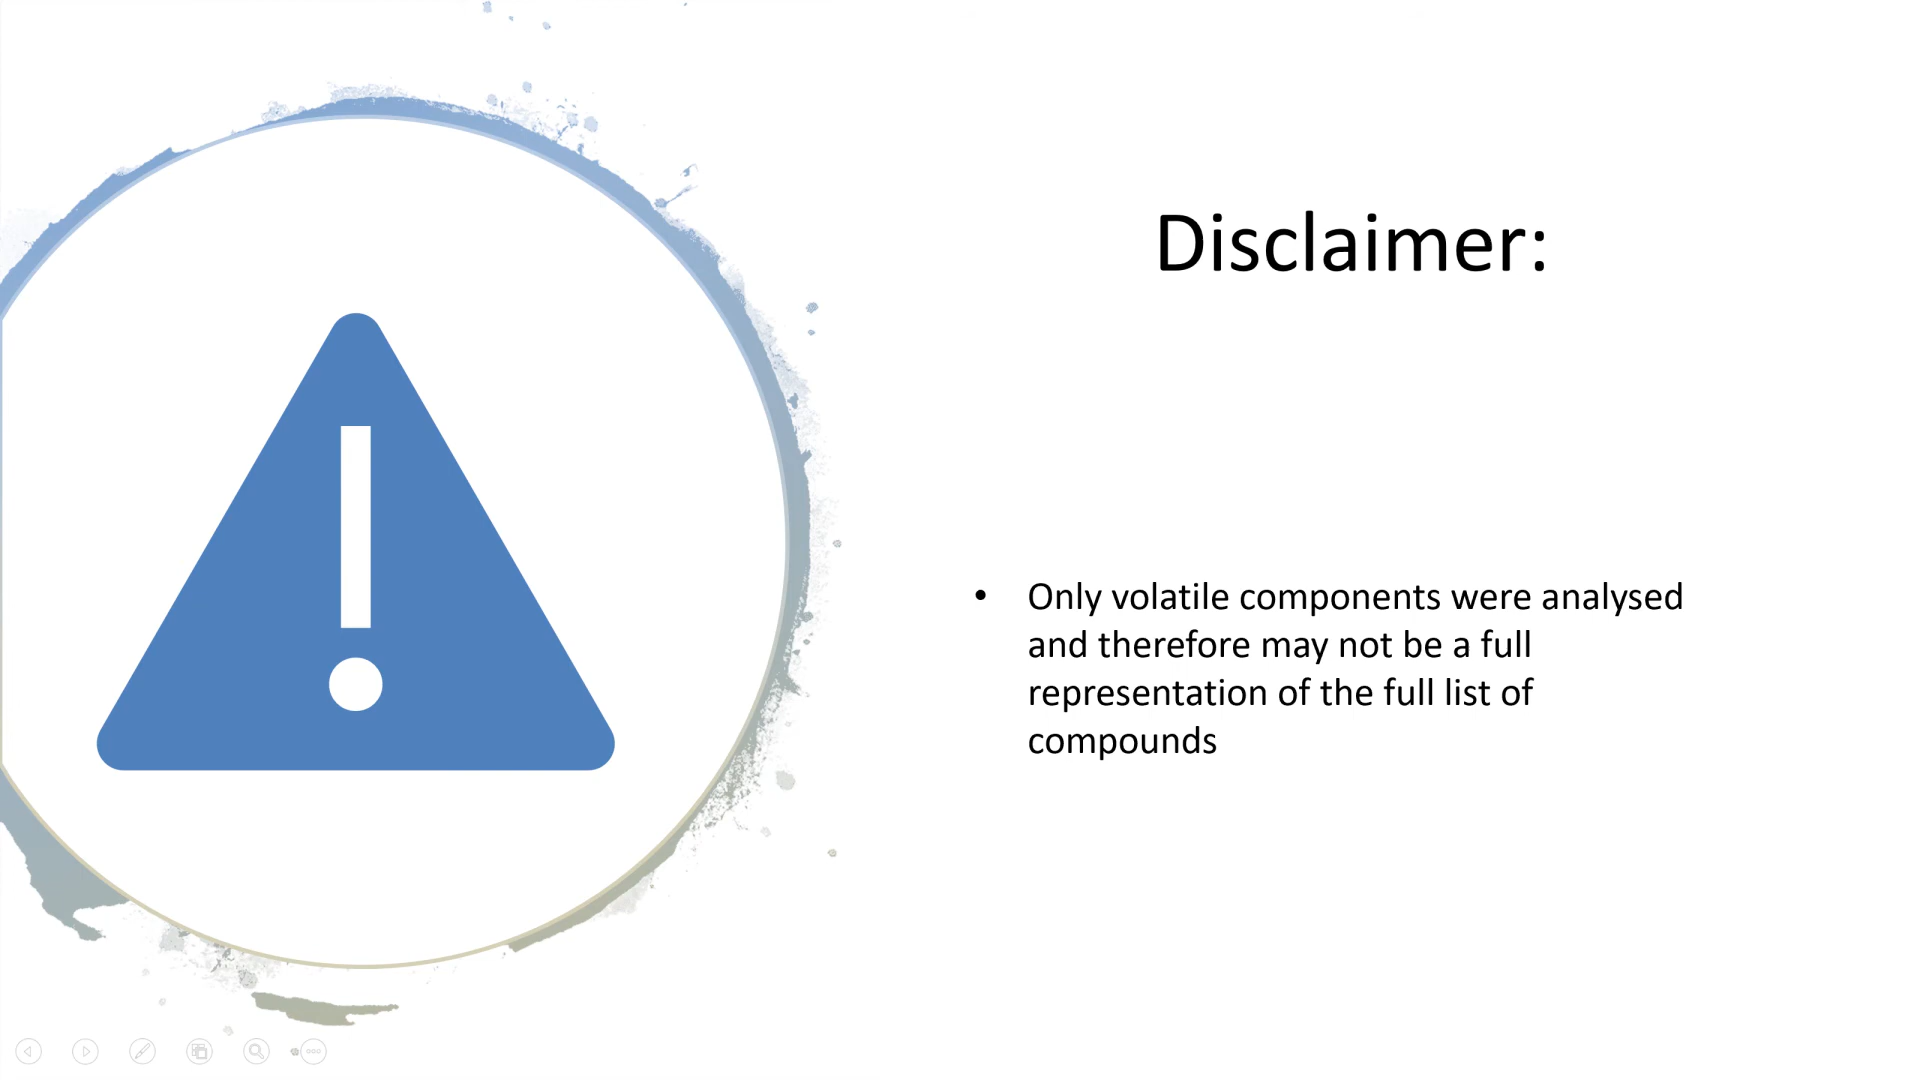 Disclaimer:
• Only volatile components were analysed
and therefore may not be a full
representation of the full list of
compounds